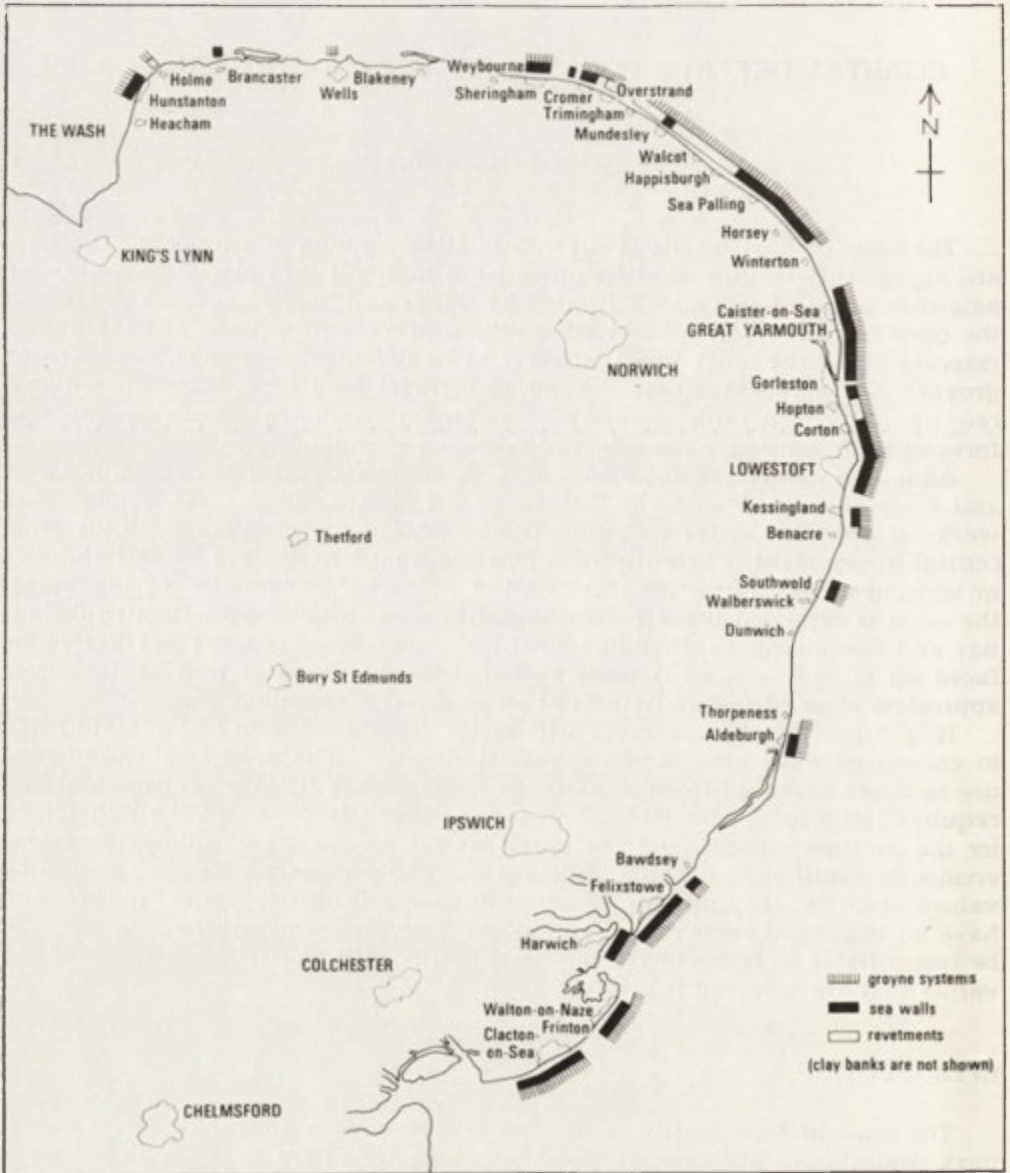 Weybourne
Overstrand
Holme
Brancaster
Wells
Blakeney
Sheringham
Cromer
Hunstanton
Trimingham
THE WASH
Heacham
Mundesley
Walcot
Happisburgh
Sea Palling
Horsey
KING'S LYNN
Winterton
N
Caister-on-Sea
GREAT YARMOUTH
NORWICH
Gorleston
Hopton
Corton
LOWESTOFT
Kessingland
Benacre
Thetford
Southwold
Walberswick
Dunwich
Bury St Edmunds
Thorpeness
Aldeburgh
IPSWICH
Bawdsey
Felixstowe
Harwich
COLCHESTER
Walton-on-Naze
Frinton
Clacton-
on-Sea
CHELMSFORD
groyne systems
sea walls
revetments
(clay banks are not shown)